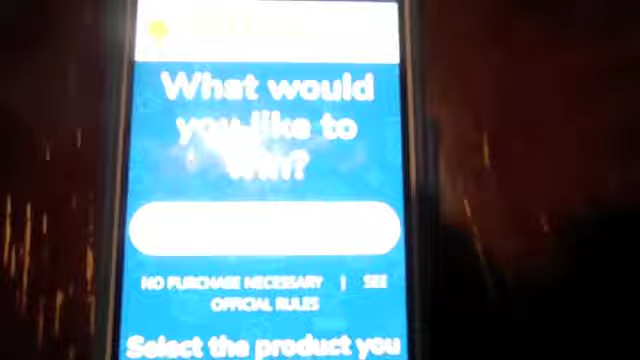 What would
you like to
win?
NO PURCHASE NECESSARY | SEE
OFFICIAL RULES
Select the product you